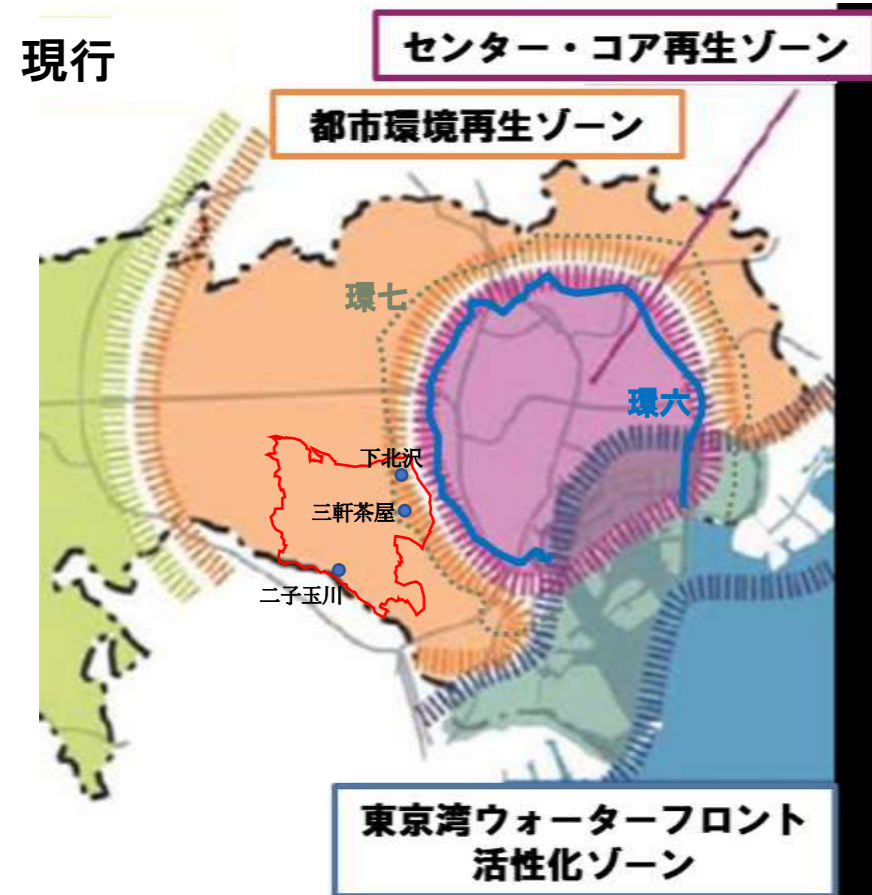 現行
センター・コア再生ゾーン
都市環境再生ゾーン
環七
環六
下北沢
三軒茶屋
二子玉川
東京湾ウォーターフロント
活性化ゾーン